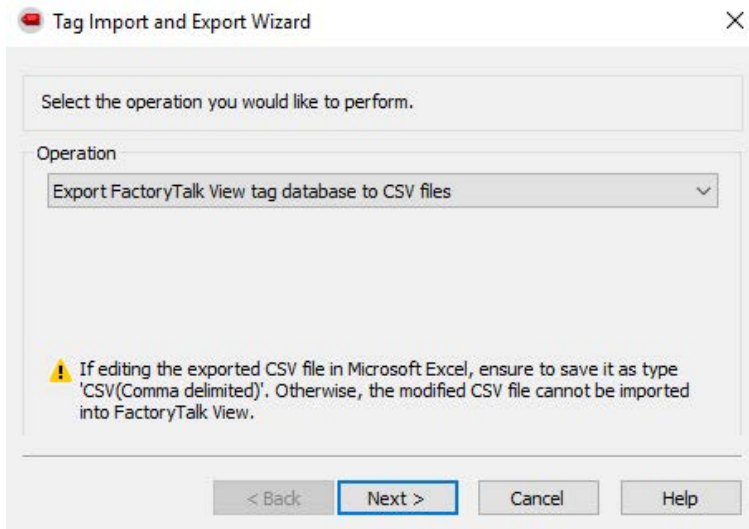 Tag Import and Export Wizard
Select the operation you would like to perform.
Operation
Export FactoryTalk View tag database to CSV files
If editing the exported CSV file in Microsoft Excel, ensure to save it as type
'CSV(Comma delimited)'. Otherwise, the modified CSV file cannot be imported
into FactoryTalk View.
< Back Next > Cancel Help